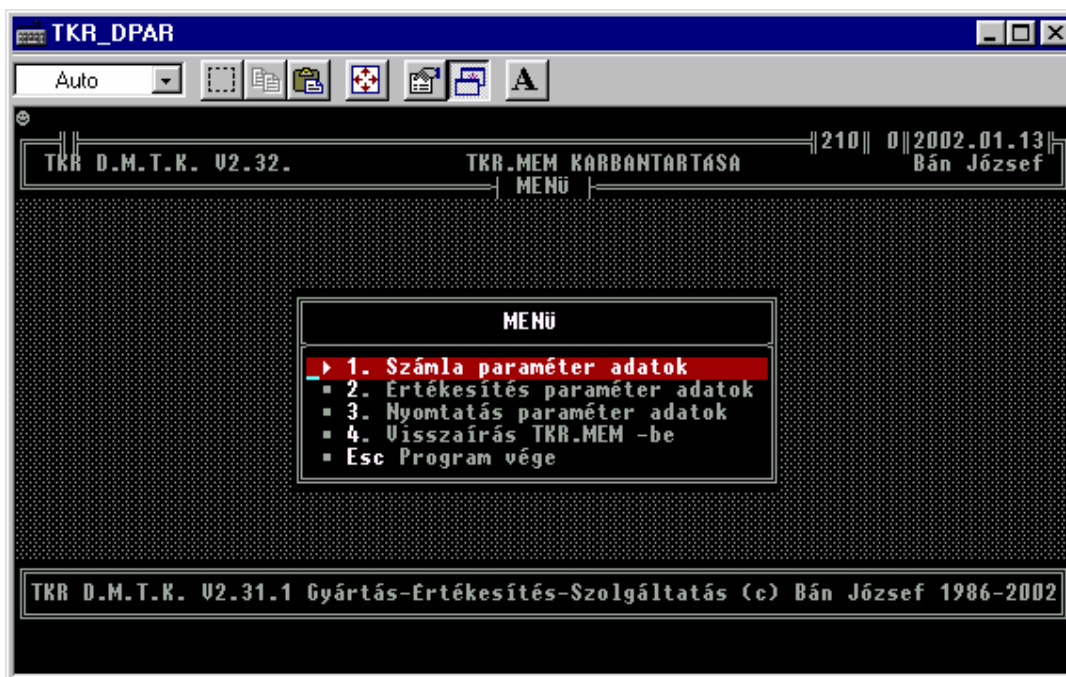 TKR_DPAR
Auto
A
210 0 2002.01.13
TKR D.M.T.K. V2.32. TKR.MEM KARBANTARTáSA Bán József
MENü
MENü
1. Számla paraméter adatok
2. Értékesítés paraméter adatok
3. Nyomtatás paraméter adatok
4. Visszaírás TKR.MEM -be
Esc Program vége
TKR D.M.T.K. V2.31.1 Gyártás-Értékesítés-Szolgáltatás (c) Bán József 1986-2002